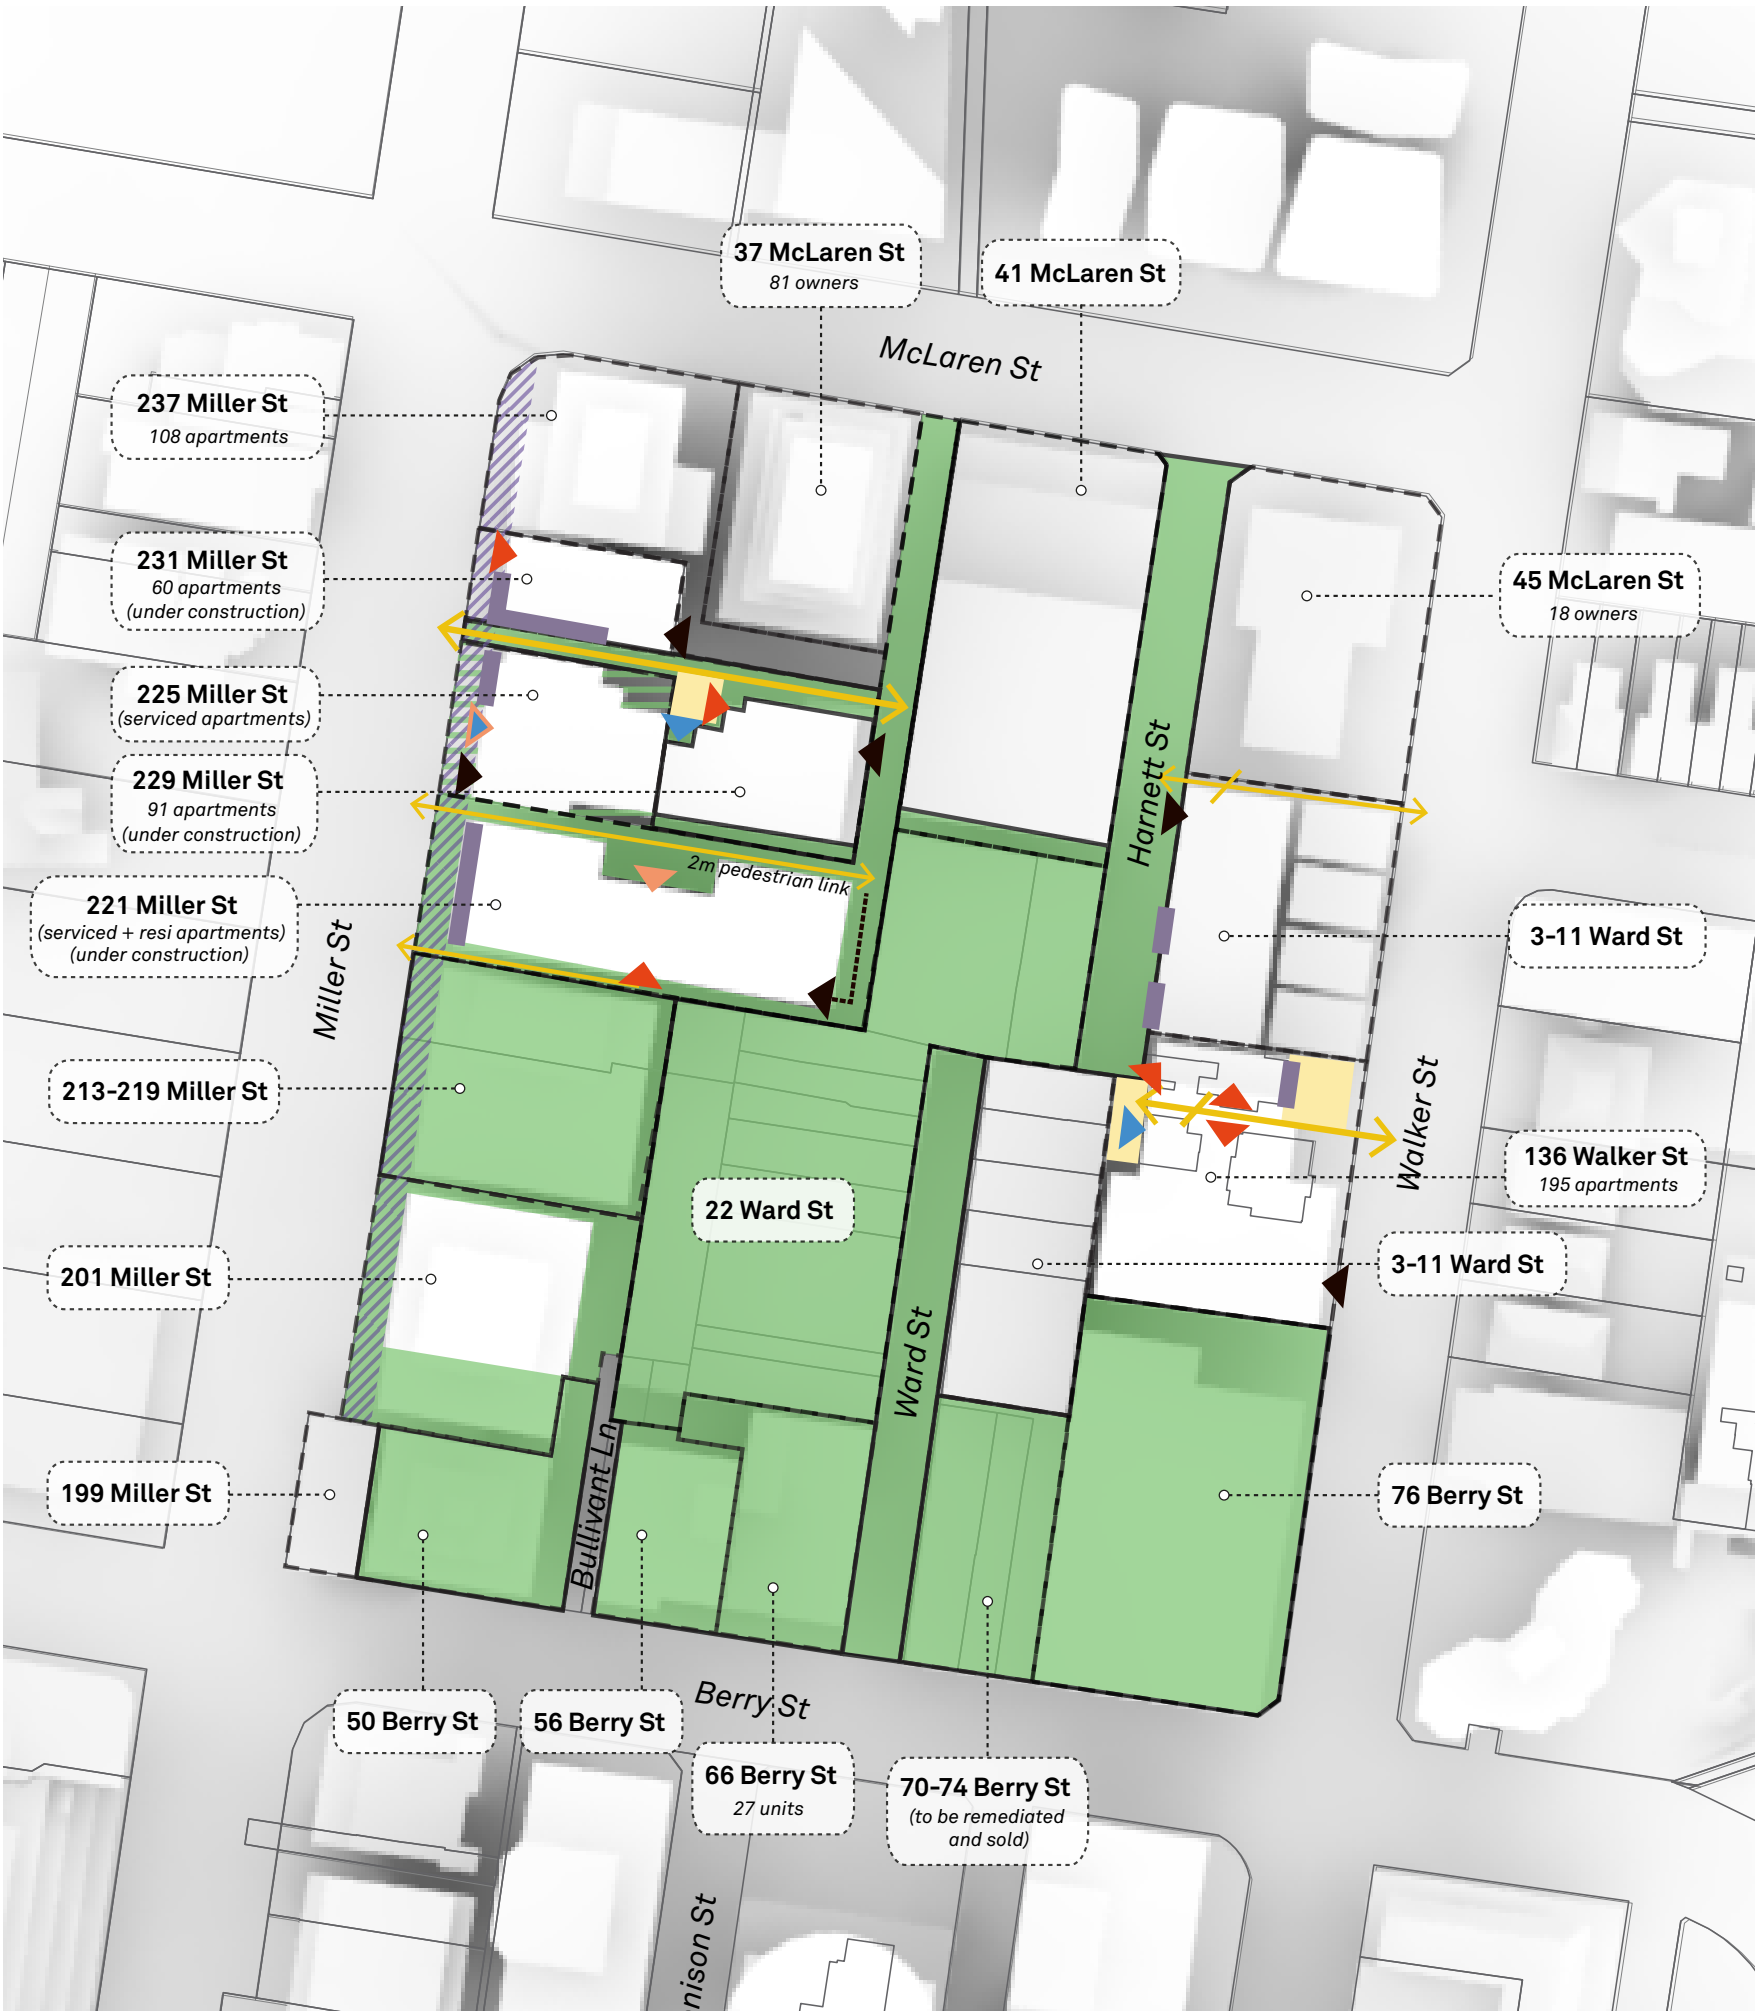 37 McLaren St
81 owners
41 McLaren St
McLaren St
237 Miller St
108 apartments
231 Miller St
60 apartments
(under construction)
45 McLaren St
18 owners
225 Miller St
(serviced apartments)
229 Miller St
91 apartments
(under construction)
Harnett St
2m pedestrian link
221 Miller St
(serviced + resi apartments)
(under construction)
Miller St
3-11 Ward St
213-219 Miller St
Walker St
136 Walker St
195 apartments
22 Ward St
201 Miller St
3-11 Ward St
Ward St
199 Miller St
Bullivant Ln
76 Berry St
Berry St
50 Berry St
56 Berry St
66 Berry St
27 units
70-74 Berry St
(to be remediated
and sold)
nison St